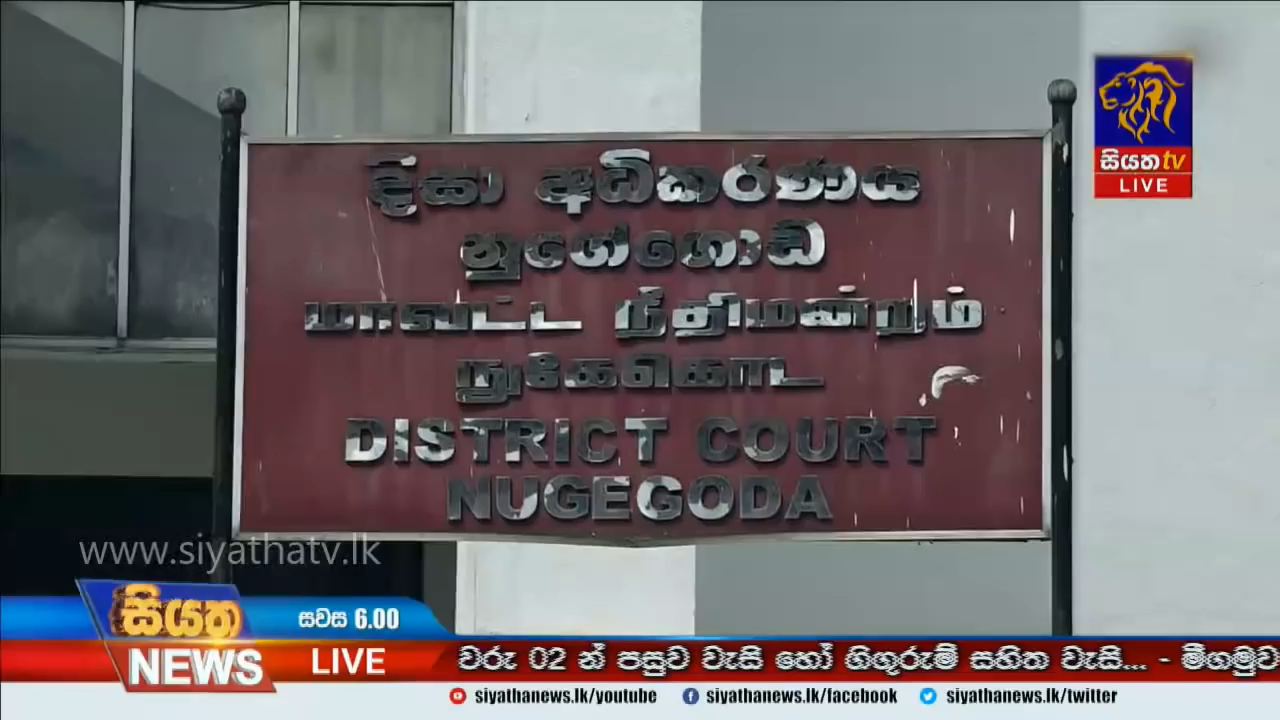 දිසා අධිකරණය
නුගේගොඩ
மாவட்ட நீதிமன்றம்
நுகேகொட
DISTRICT COURT
NUGEGODA
සියත tv
LIVE
www.siyathatv.lk
සියත
NEWS
සවස 6.00
LIVE
වරු 02 න් පසුව වැසි හෝ ගිගුරුම් සහිත වැසි... - මීගමුව
siyathanews.lk/youtube
siyathanews.lk/facebook
siyathanews.lk/twitter